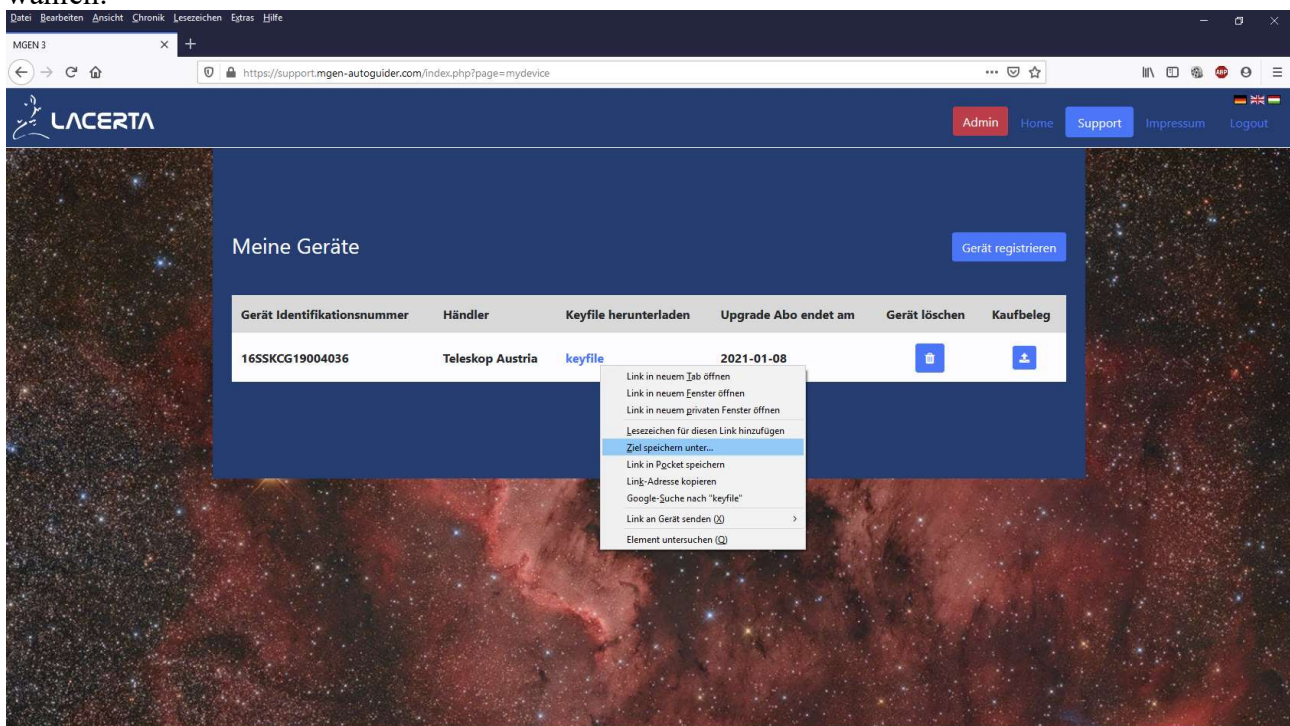 wählen.
Datei Bearbeiten Ansicht Chronik Lesezeichen Extras Hilfe
MGEN 3
https://support.mgen-autoguider.com/index.php?page=mydevice
ABP
LACERTA
Admin Home Support Impressum Logout
Meine Geräte
Gerät registrieren
Gerät Identifikationsnummer Händler Keyfile herunterladen Upgrade Abo endet am Gerät löschen Kaufbeleg
16SSKCG19004036 Teleskop Austria keyfile 2021-01-08
Link in neuem Tab öffnen
Link in neuem Fenster öffnen
Link in neuem privaten Fenster öffnen
Lesezeichen für diesen Link hinzufügen
Ziel speichern unter...
Link in Pocket speichern
Link-Adresse kopieren
Google-Suche nach "keyfile"
Link an Gerät senden (X)
Element untersuchen (Q)